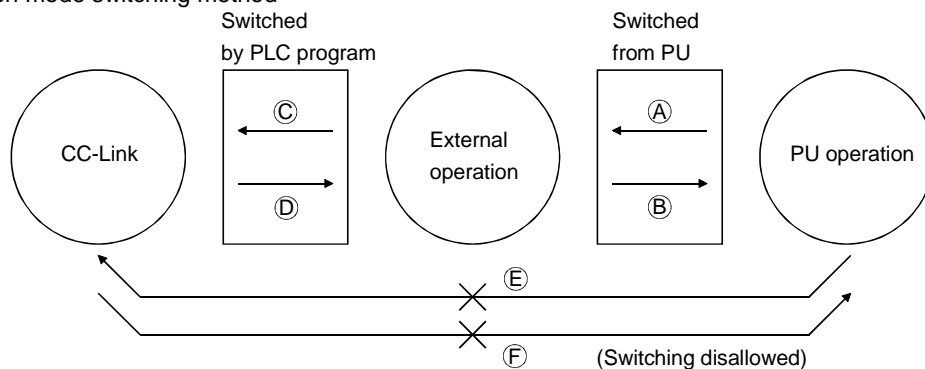 mode switching method
Switched
by PLC program
Switched
from PU
C
A
CC-Link
External
operation
PU operation
D
B
E
F
(Switching disallowed)